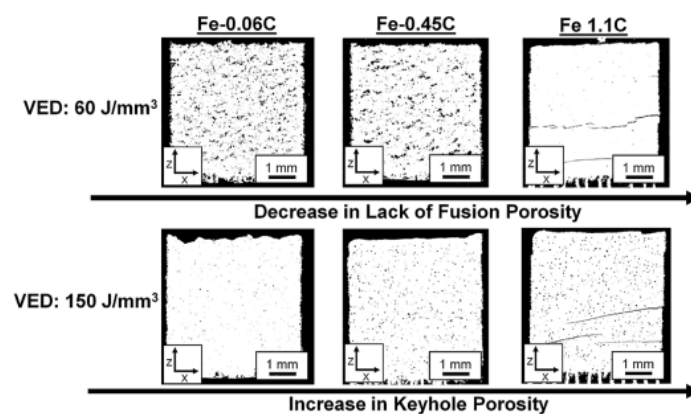 Fe-0.06C Fe-0.45C Fe 1.1C
VED: 60 J/mm³
z x 1 mm z x 1 mm z x 1 mm
Decrease in Lack of Fusion Porosity
VED: 150 J/mm³
z x 1 mm z x 1 mm z x 1 mm
Increase in Keyhole Porosity